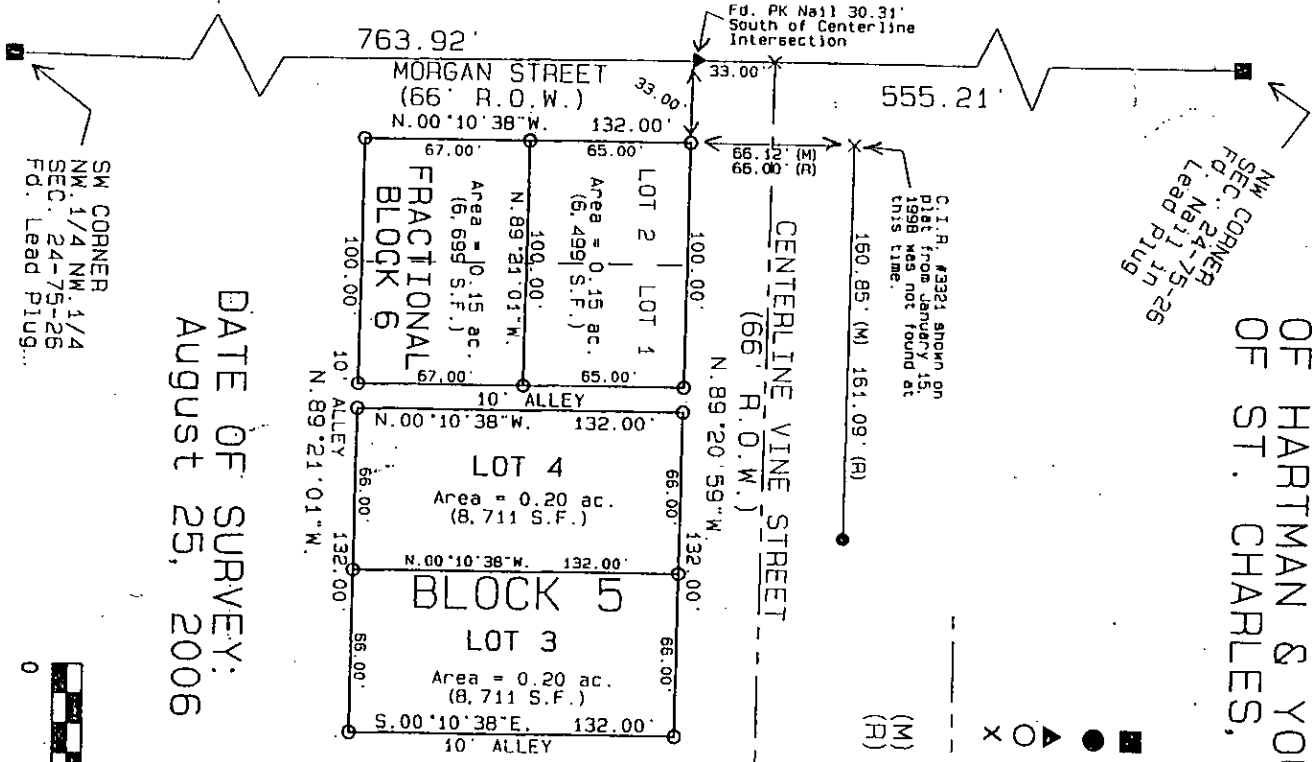 Fd. PK Nail 30.31'
South of Centerline
Intersection
763.92'
33.00'
555.21'
MORGAN STREET
(66' R.O.W.)
33.00'
N.00°10'38"W. 132.00'
67.00' 65.00'
66.12' (M)
66.00' (R)
NW CORNER
SEC. 24-75-26
Fd. Nail in
Lead Plug
C.I.R. #3321 shown on
plat from January 15,
1998 was not found at
this time.
160.85' (M) 161.09' (R)
OF HARTMAN & YO
OF ST. CHARLES,
SW CORNER
NW.1/4 NW.1/4
SEC. 24-75-26
Fd. Lead Plug...
LOT 2 LOT 1
Area = 0.15 ac.
(6,499 S.F.)
100.00'
N.89°21'01"W.
100.00'
Area = 0.15 ac.
(6,699 S.F.)
FRACTIONAL
BLOCK 6
100.00'
CENTERLINE VINE STREET
(66' R.O.W.)
N.89°20'59"W.
67.00' 65.00'
10' ALLEY
10' ALLEY
N.89°21'01"W.
N.00°10'38"W. 132.00'
LOT 4
Area = 0.20 ac.
(8,711 S.F.)
66.00'
66.00'
132.00'
132.00'
N.00°10'38"W. 132.00'
BLOCK 5
LOT 3
Area = 0.20 ac.
(8,711 S.F.)
66.00'
66.00'
S.00°10'38"E. 132.00'
10' ALLEY
DATE OF SURVEY:
August 25, 2006
(M)
(R)
0